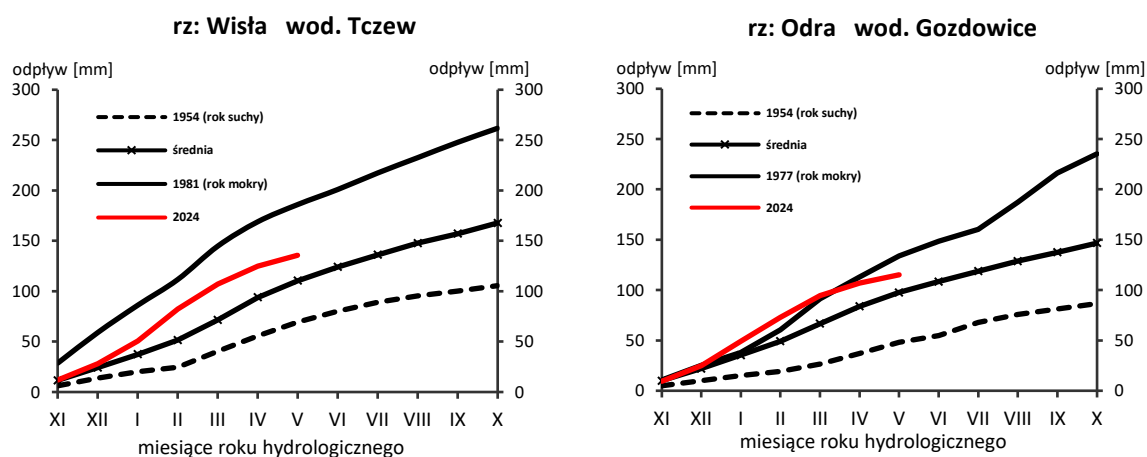 rz: Wisła wod. Tczew
odpływ [mm]
odpływ [mm]
300
250
200
150
100
50
0
1954 (rok suchy)
średnia
1981 (rok mokry)
2024
300
250
200
150
100
50
0
XI XII I II III IV V VI VII VIII IX X
miesiące roku hydrologicznego
rz: Odra wod. Gozdowice
odpływ [mm]
odpływ [mm]
300
250
200
150
100
50
0
1954 (rok suchy)
średnia
1977 (rok mokry)
2024
300
250
200
150
100
50
0
XI XII I II III IV V VI VII VIII IX X
miesiące roku hydrologicznego